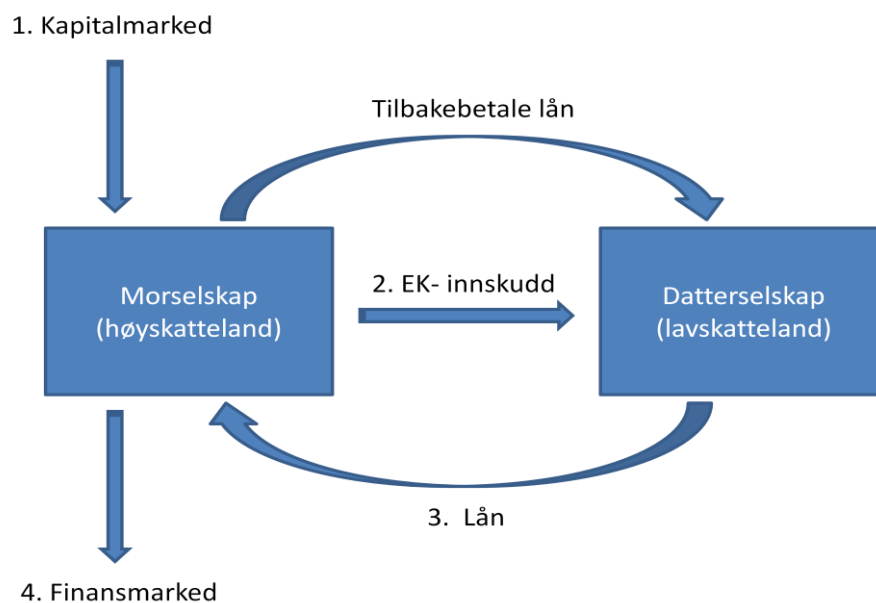 1. Kapitalmarked
Tilbakebetale lån
Morselskap
(høyskatteland)
2. EK- innskudd
Datterselskap
(lavskatteland)
3. Lån
4. Finansmarked